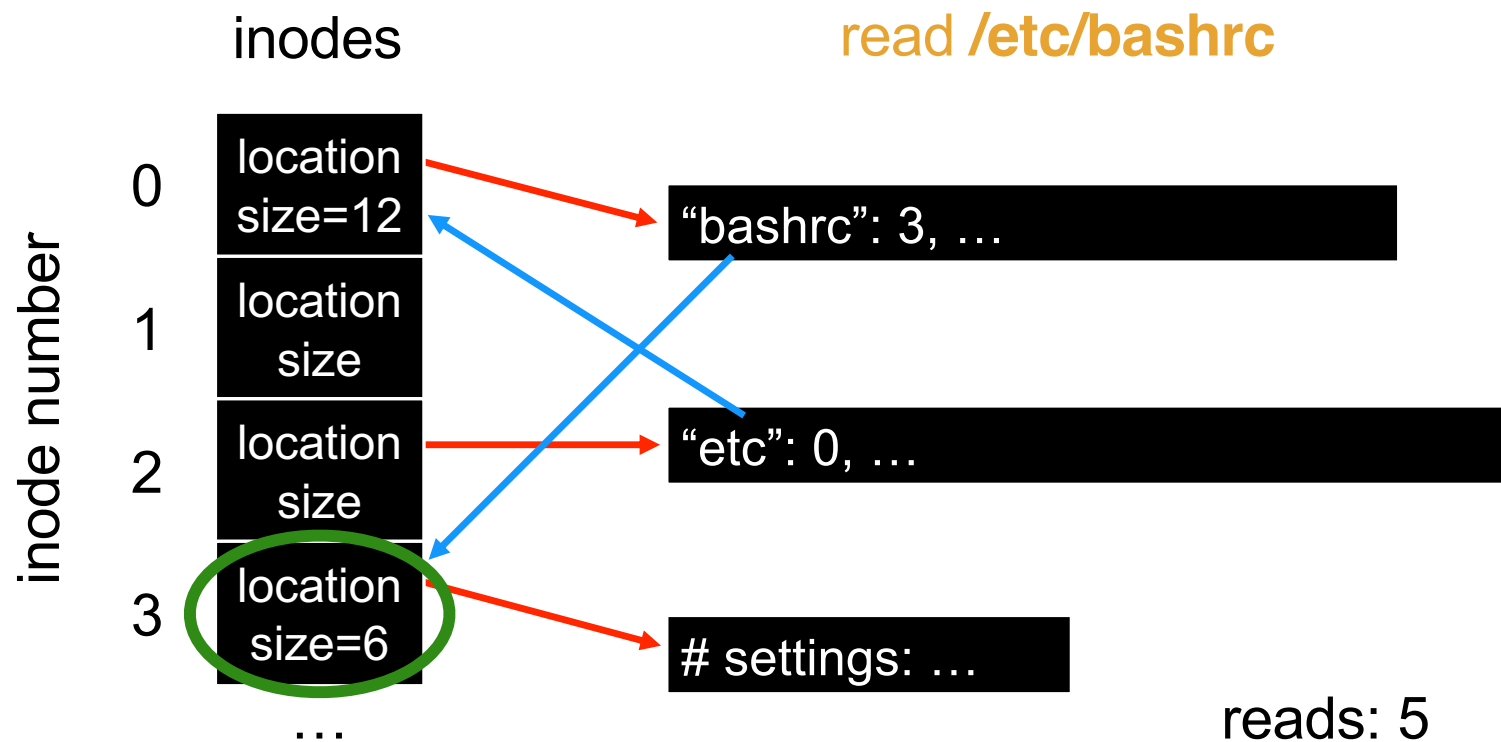 inodes
read /etc/bashrc
inode number
0
location
size=12
“bashrc”: 3, …
1
location
size
2
location
size
“etc”: 0, …
3
location
size=6
# settings: …
…
reads: 5